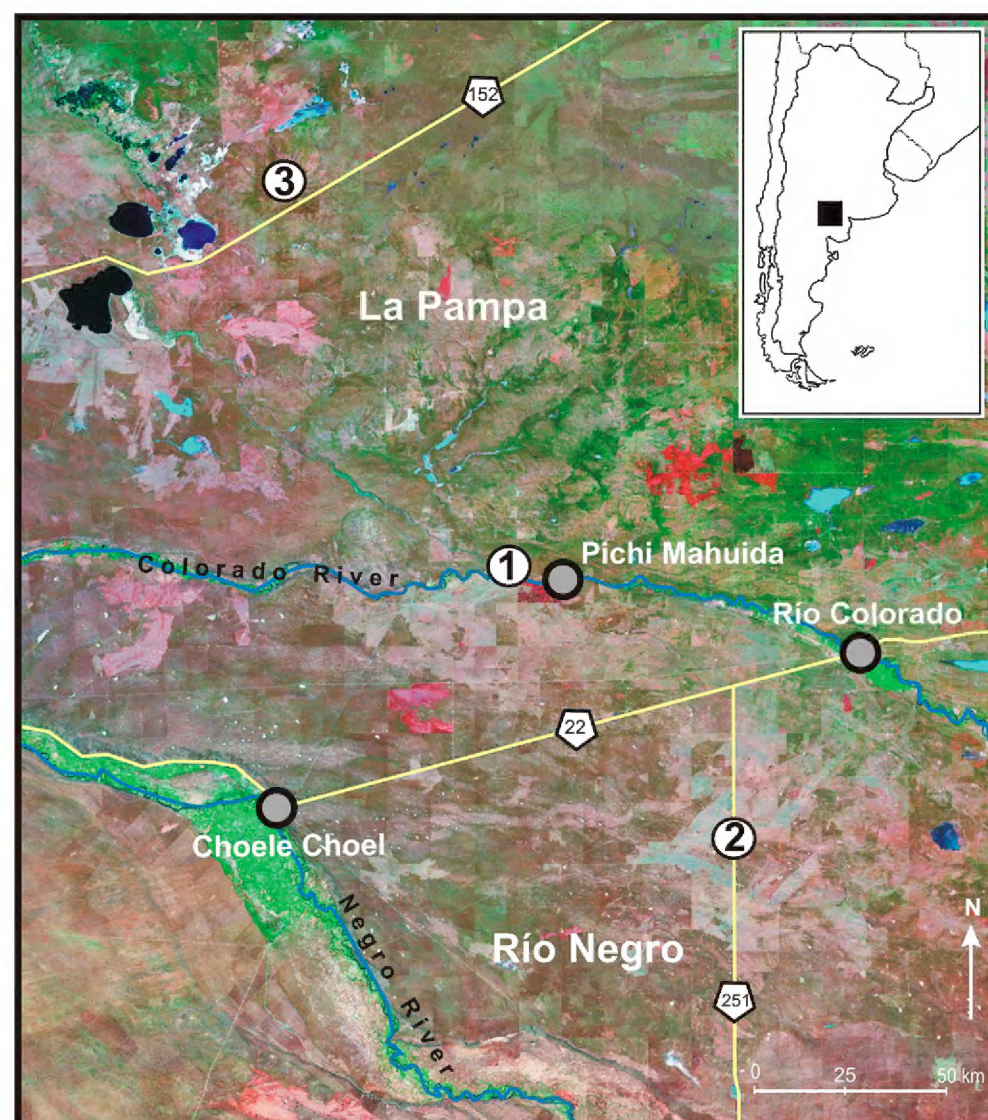 152
3
La Pampa
Colorado River
1
Pichi Mahuida
Río Colorado
22
Choele Choel
2
Negro River
Río Negro
N
251
0 25 50 km